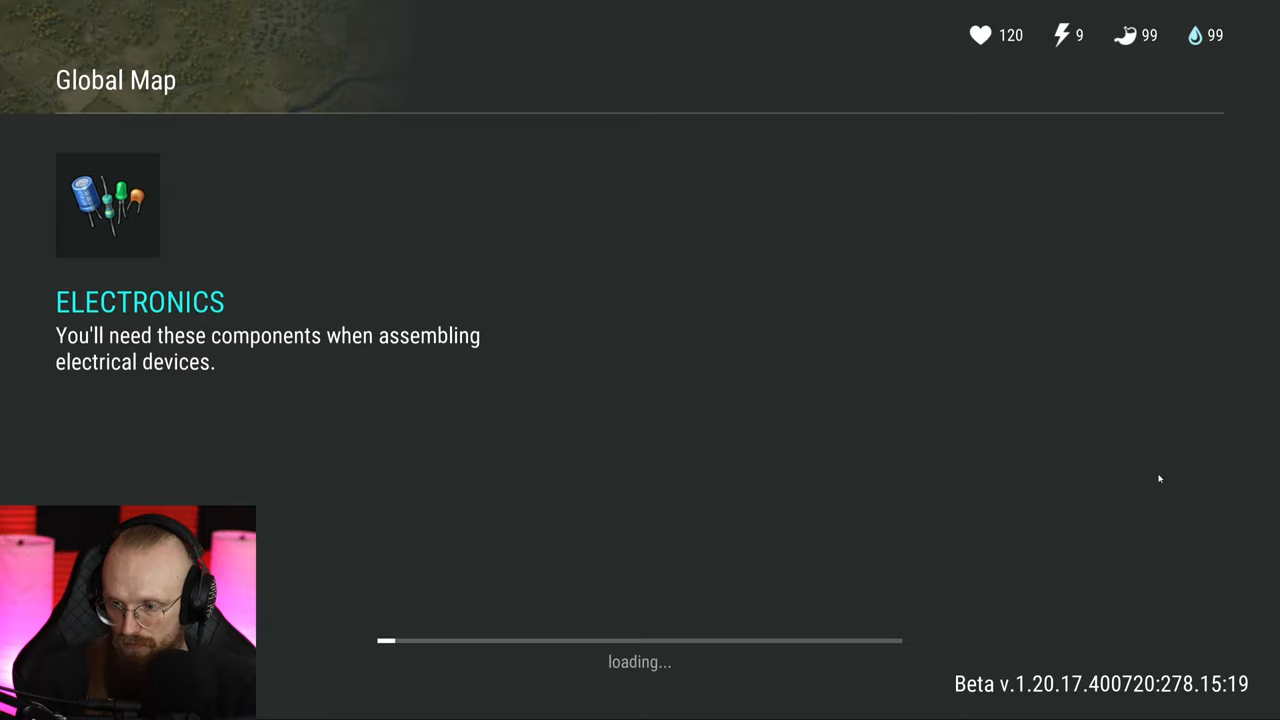 120
9
99
99
Global Map
ELECTRONICS
You'll need these components when assembling
electrical devices.
loading...
Beta v.1.20.17.400720:278.15:19